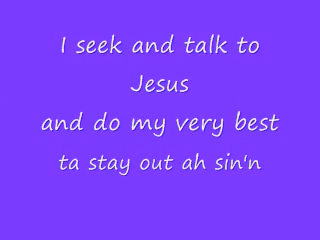 I seek and talk to
Jesus
and do my very best
ta stay out ah sin'n